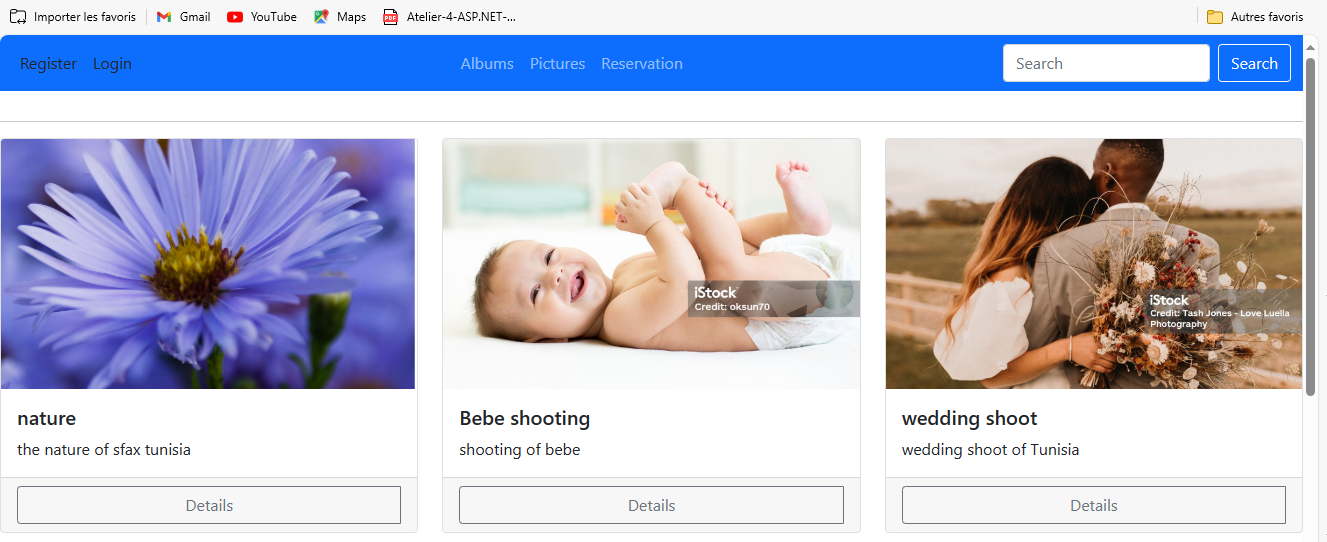 Importer les favoris Gmail YouTube Maps Atelier-4-ASP.NET-... Autres favoris
Register Login Albums Pictures Reservation Search Search
iStock
Credit: oksun70
iStock
Credit: Tash Jones - Love Luella
Photography
nature
the nature of sfax tunisia
Details
Bebe shooting
shooting of bebe
Details
wedding shoot
wedding shoot of Tunisia
Details